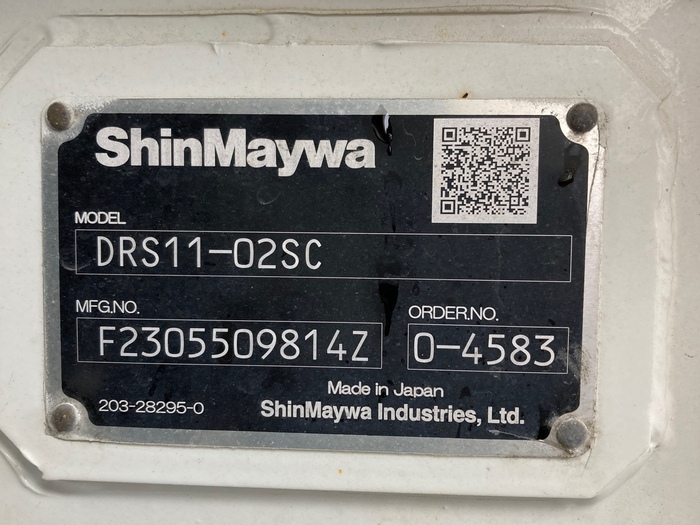 ShinMaywa
MODEL
DRS11-02SC
MFG.NO.
F2305509814Z
ORDER.NO.
0-4583
203-28295-0
Made in Japan
ShinMaywa Industries, Ltd.